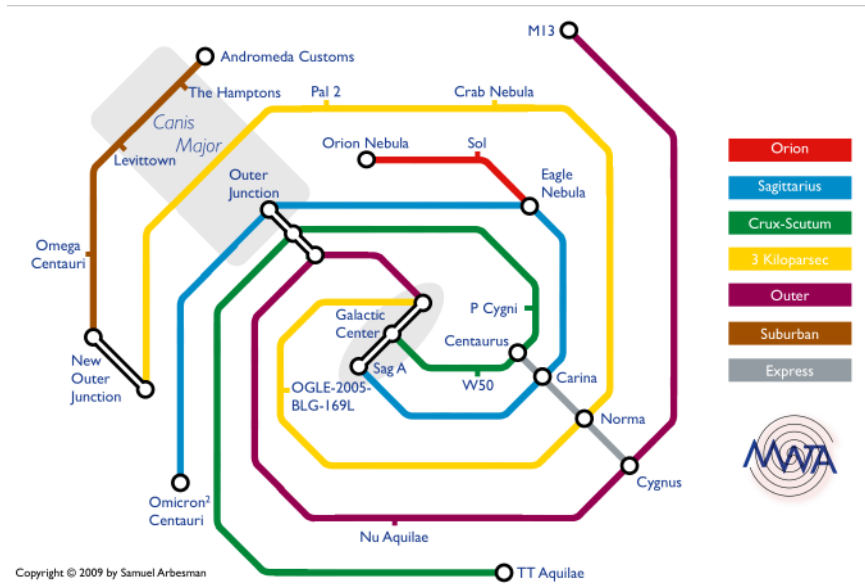 M13
Andromeda Customs
The Hamptons
Pal 2
Crab Nebula
Canis
Major
Levittown
Orion Nebula
Sol
Orion
Outer
Junction
Eagle
Nebula
Sagittarius
Crux-Scutum
Omega
Centauri
3 Kiloparsec
P Cygni
Outer
Galactic
Center
Centaurus
Suburban
New
Outer
Junction
Sag A
Carina
Express
OGLE-2005-
BLG-169L
W50
Norma
MWTA
Cygnus
Omicron² 
Centauri
Nu Aquilae
Copyright © 2009 by Samuel Arbesman
TT Aquilae